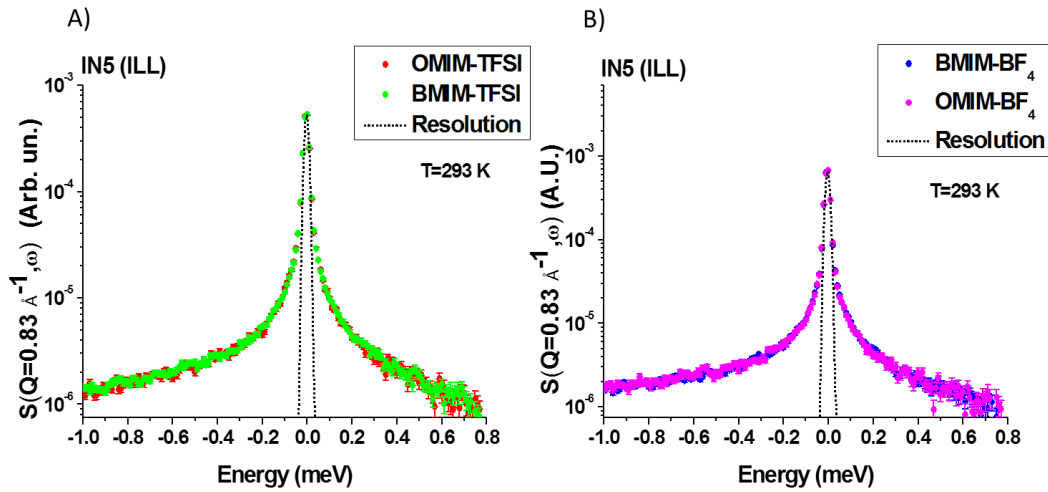 A)
IN5 (ILL)
OMIM-TFSI
BMIM-TFSI
Resolution
T=293 K
10⁻³
10⁻⁴
10⁻⁵
10⁻⁶
S(Q=0.83 Å⁻¹,ω) (Arb. un.)
-1.0 -0.8 -0.6 -0.4 -0.2 0.0 0.2 0.4 0.6 0.8
Energy (meV)
B)
IN5 (ILL)
BMIM-BF₄
OMIM-BF₄
Resolution
T=293 K
10⁻³
10⁻⁴
10⁻⁵
10⁻⁶
S(Q=0.83 Å⁻¹,ω) (A.U.)
-1.0 -0.8 -0.6 -0.4 -0.2 0.0 0.2 0.4 0.6 0.8
Energy (meV)